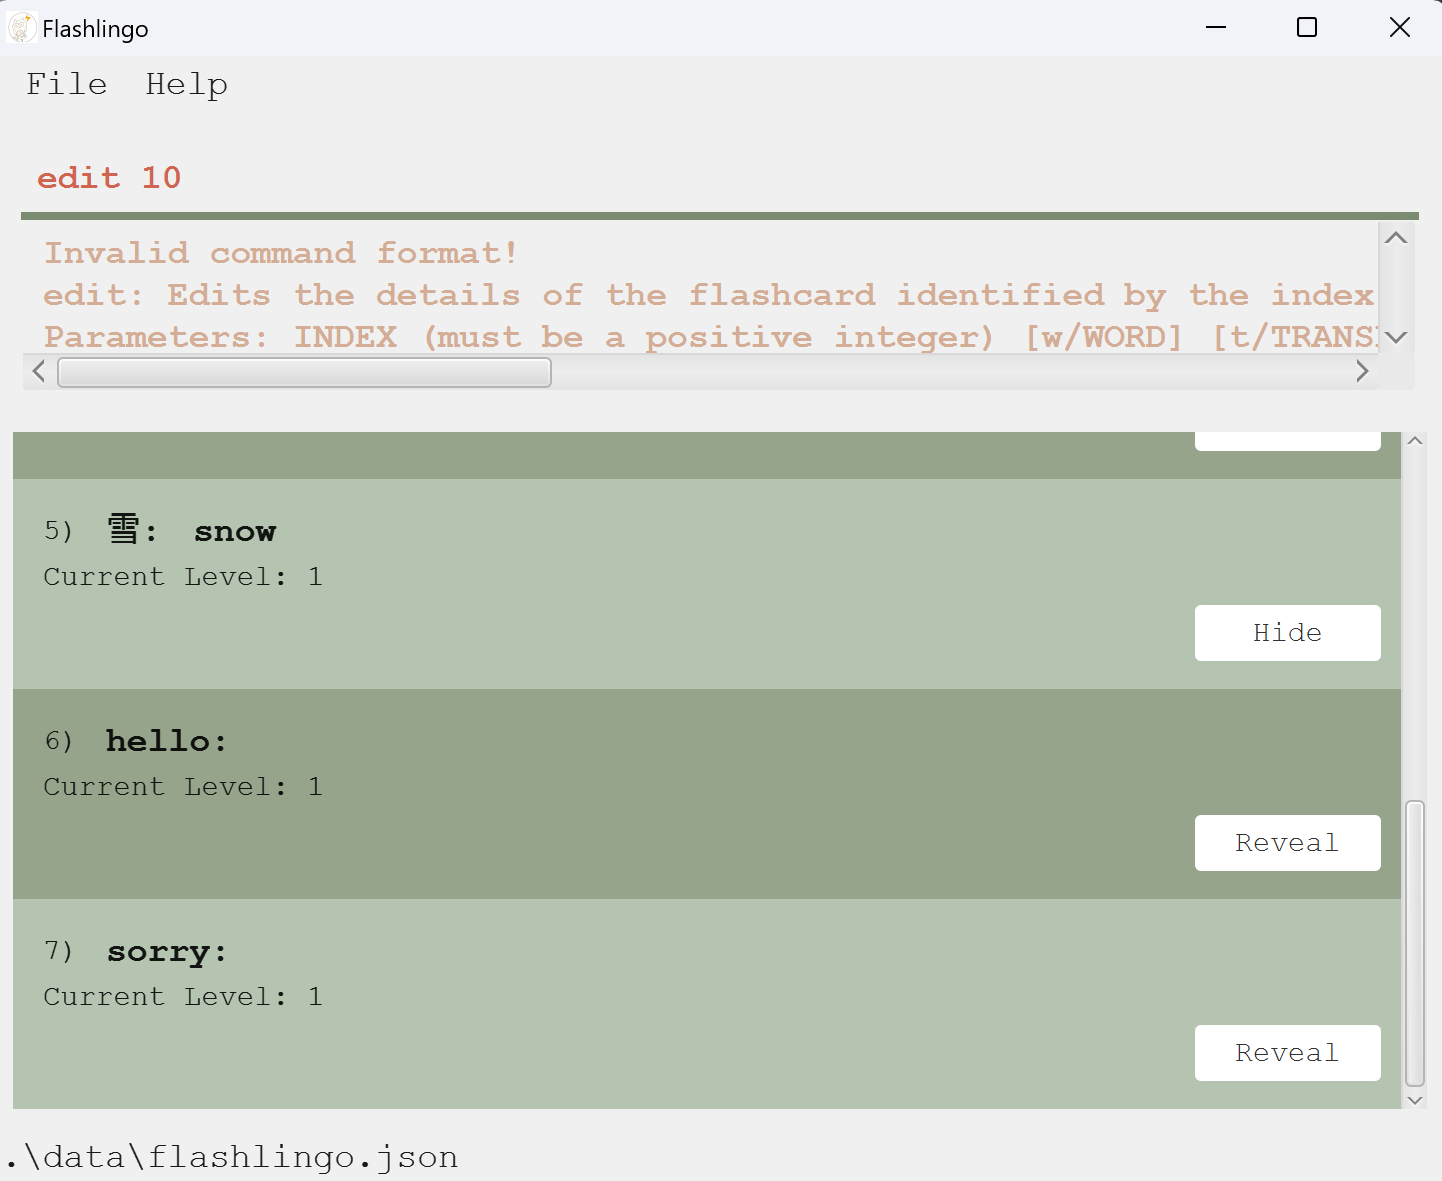 Flashlingo
File Help
edit 10
Invalid command format!
edit: Edits the details of the flashcard identified by the index
Parameters: INDEX (must be a positive integer) [w/WORD] [t/TRANS
5) 雪: snow
Current Level: 1
Hide
6) hello:
Current Level: 1
Reveal
7) sorry:
Current Level: 1
Reveal
.\data\flashlingo.json